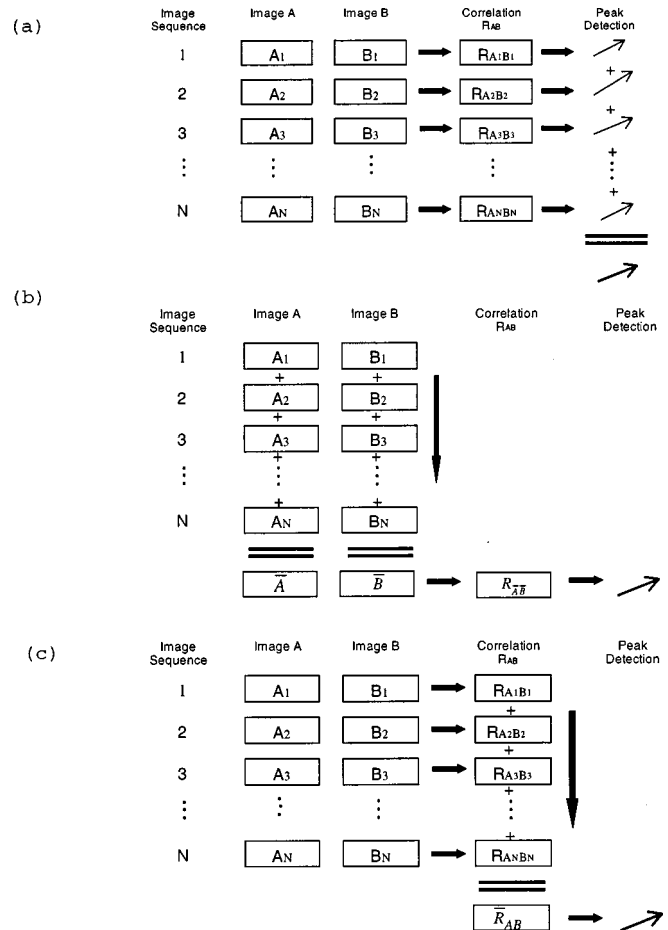 (a)
Image Sequence Image A Image B Correlation RAB Peak Detection
1 A1 B1 RA1B1
+
2 A2 B2 RA2B2
+
3 A3 B3 RA3B3
+
⋮ ⋮ ⋮ ⋮ ⋮
+
N AN BN RANBN
(b)
Image Sequence Image A Image B Correlation RAB Peak Detection
1 A1 B1
+ +
2 A2 B2
+ +
3 A3 B3
+ +
⋮ ⋮ ⋮
+ +
N AN BN
A̅ B̅ R_A̅B̅
(c)
Image Sequence Image A Image B Correlation RAB Peak Detection
1 A1 B1 RA1B1
+
2 A2 B2 RA2B2
+
3 A3 B3 RA3B3
+
⋮ ⋮ ⋮ ⋮
+
N AN BN RANBN
R̅AB